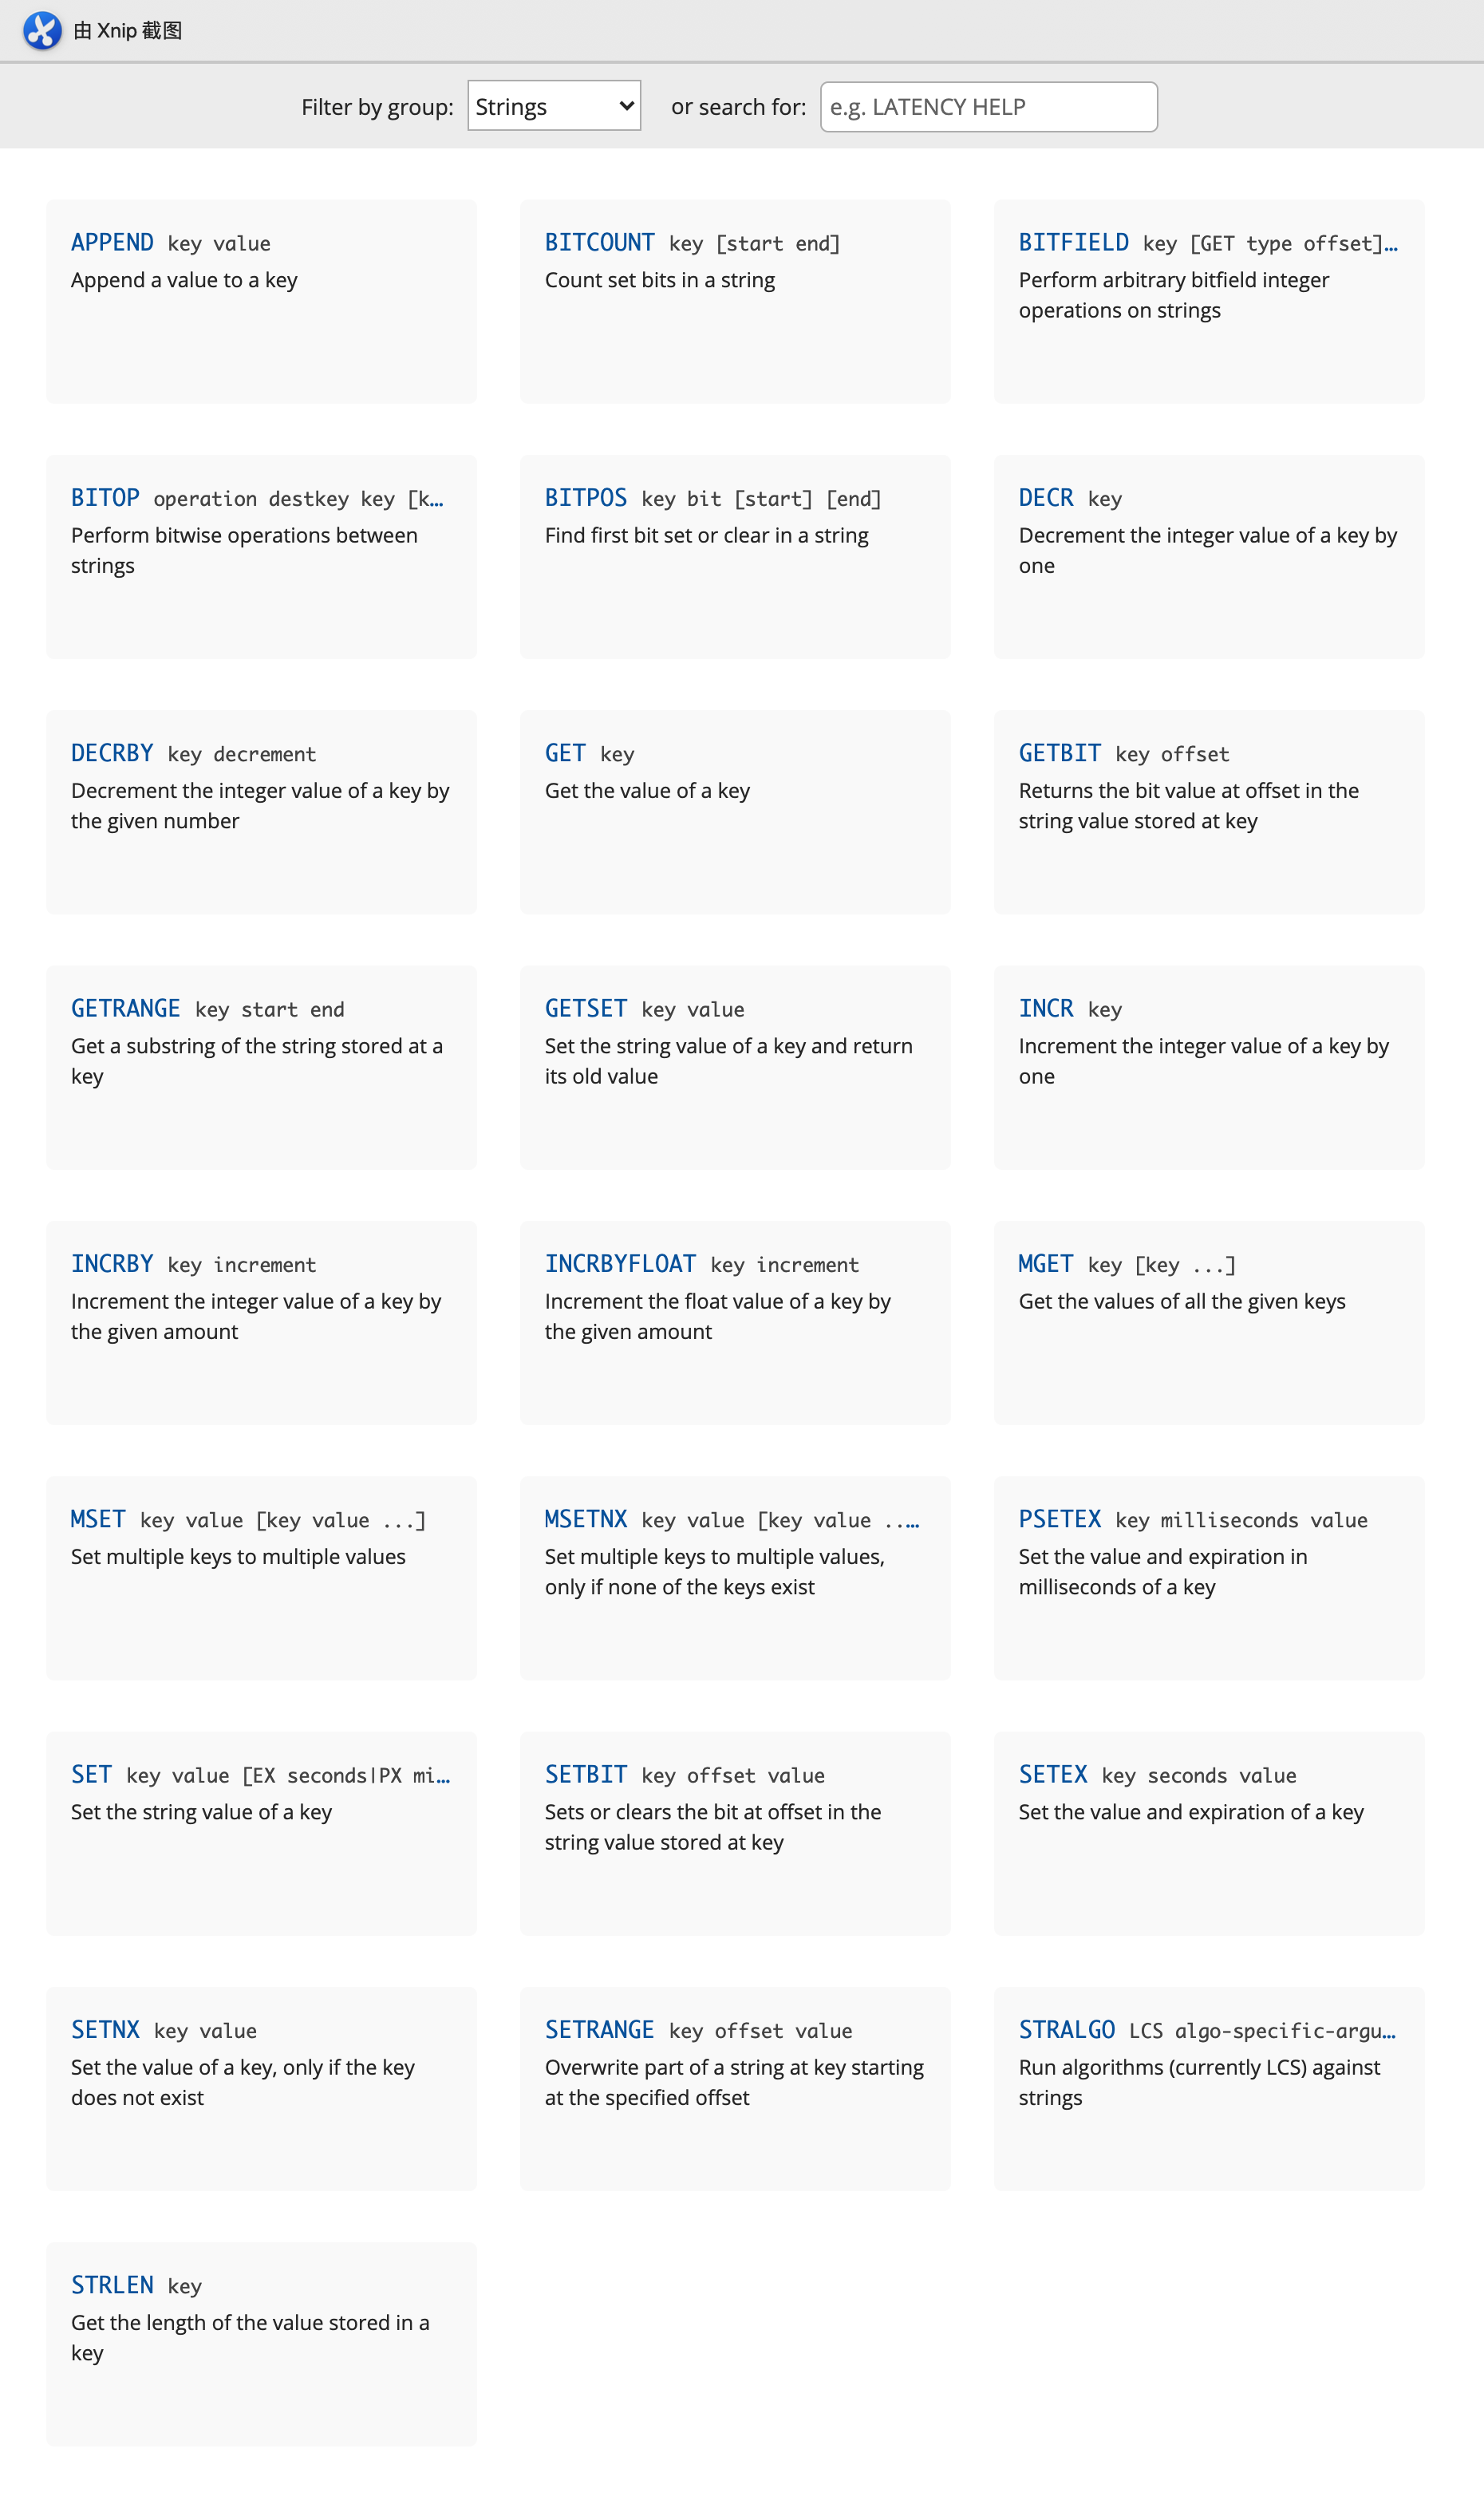 由 Xnip 截图
Filter by group: Strings or search for: e.g. LATENCY HELP
APPEND key value
Append a value to a key
BITCOUNT key [start end]
Count set bits in a string
BITFIELD key [GET type offset]...
Perform arbitrary bitfield integer
operations on strings
BITOP operation destkey key [k...
Perform bitwise operations between
strings
BITPOS key bit [start] [end]
Find first bit set or clear in a string
DECR key
Decrement the integer value of a key by
one
DECRBY key decrement
Decrement the integer value of a key by
the given number
GET key
Get the value of a key
GETBIT key offset
Returns the bit value at offset in the
string value stored at key
GETRANGE key start end
Get a substring of the string stored at a
key
GETSET key value
Set the string value of a key and return
its old value
INCR key
Increment the integer value of a key by
one
INCRBY key increment
Increment the integer value of a key by
the given amount
INCRBYFLOAT key increment
Increment the float value of a key by
the given amount
MGET key [key ...]
Get the values of all the given keys
MSET key value [key value ...]
Set multiple keys to multiple values
MSETNX key value [key value .....
Set multiple keys to multiple values,
only if none of the keys exist
PSETEX key milliseconds value
Set the value and expiration in
milliseconds of a key
SET key value [EX seconds|PX mi...
Set the string value of a key
SETBIT key offset value
Sets or clears the bit at offset in the
string value stored at key
SETEX key seconds value
Set the value and expiration of a key
SETNX key value
Set the value of a key, only if the key
does not exist
SETRANGE key offset value
Overwrite part of a string at key starting
at the specified offset
STRALGO LCS algo-specific-argu...
Run algorithms (currently LCS) against
strings
STRLEN key
Get the length of the value stored in a
key